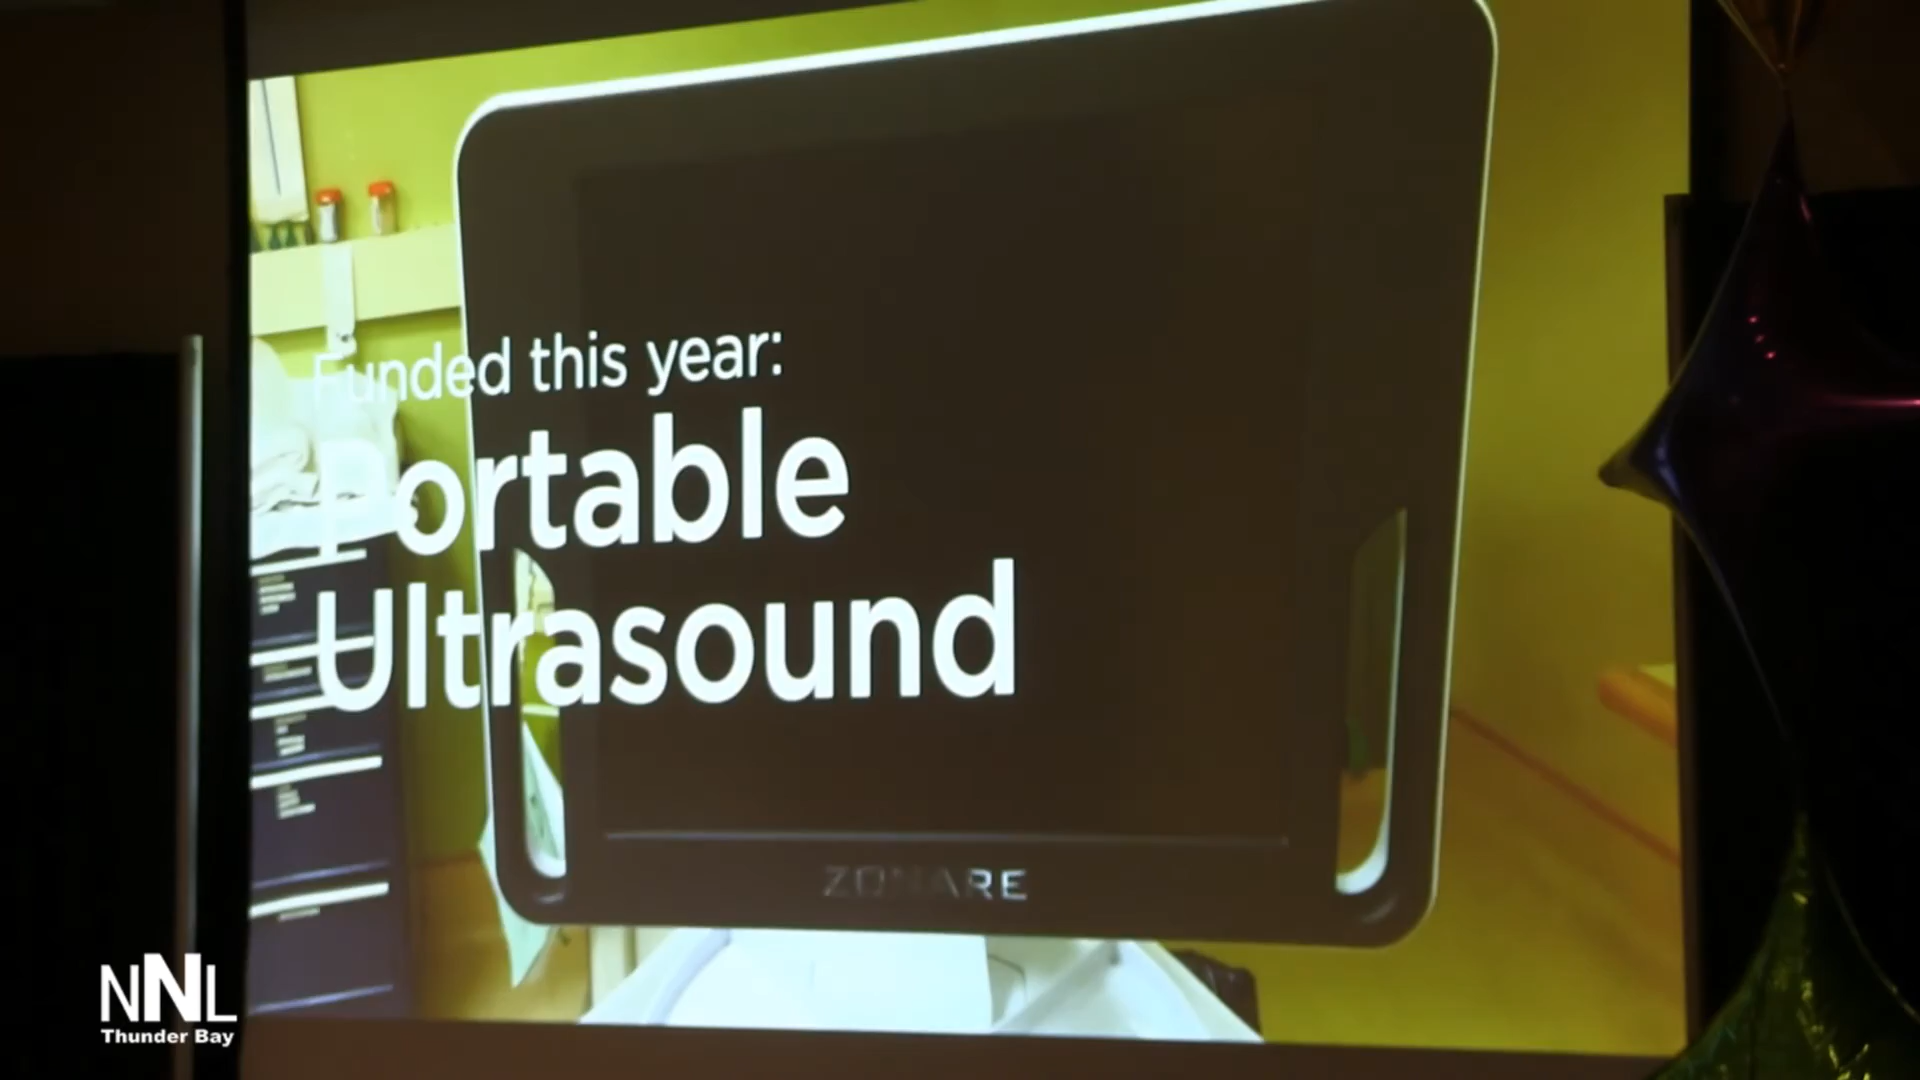 Funded this year:
Portable
Ultrasound
ZONARE
NNL
Thunder Bay